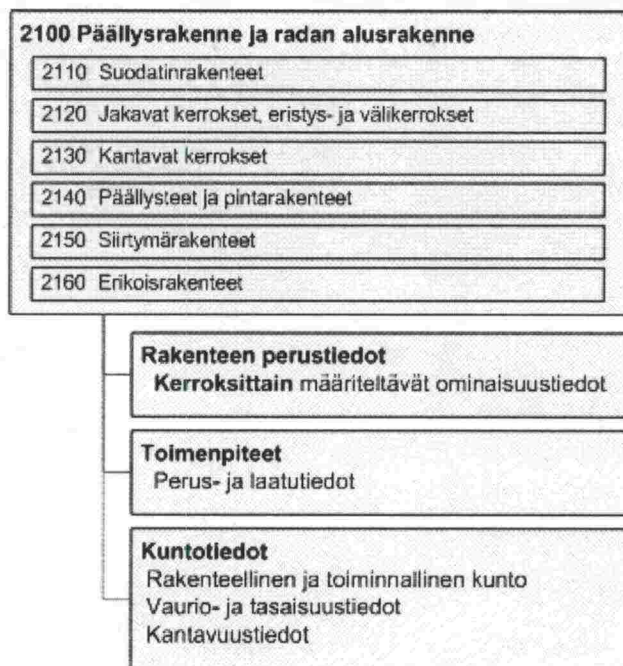 2100 Päällysrakenne ja radan alusrakenne
2110 Suodatinrakenteet
2120 Jakavat kerrokset, eristys- ja välikerrokset
2130 Kantavat kerrokset
2140 Päällysteet ja pintarakenteet
2150 Siirtymärakenteet
2160 Erikoisrakenteet
Rakenteen perustiedot
Kerroksittain määriteltävät ominaisuustiedot
Toimenpiteet
Perus- ja laatutiedot
Kuntotiedot
Rakenteellinen ja toiminnallinen kunto
Vaurio- ja tasaisuustiedot
Kantavuustiedot